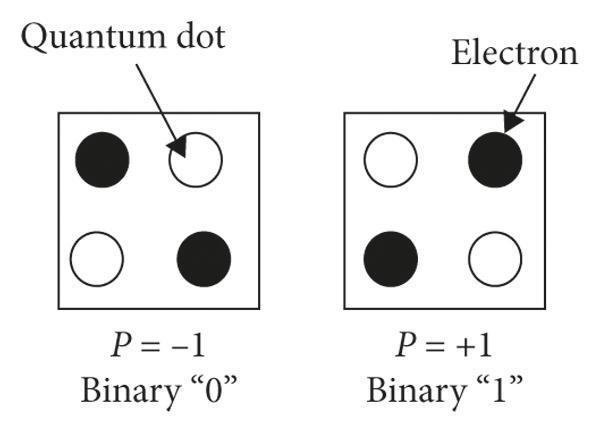 Quantum dot
Electron
P = –1
Binary “0”
P = +1
Binary “1”